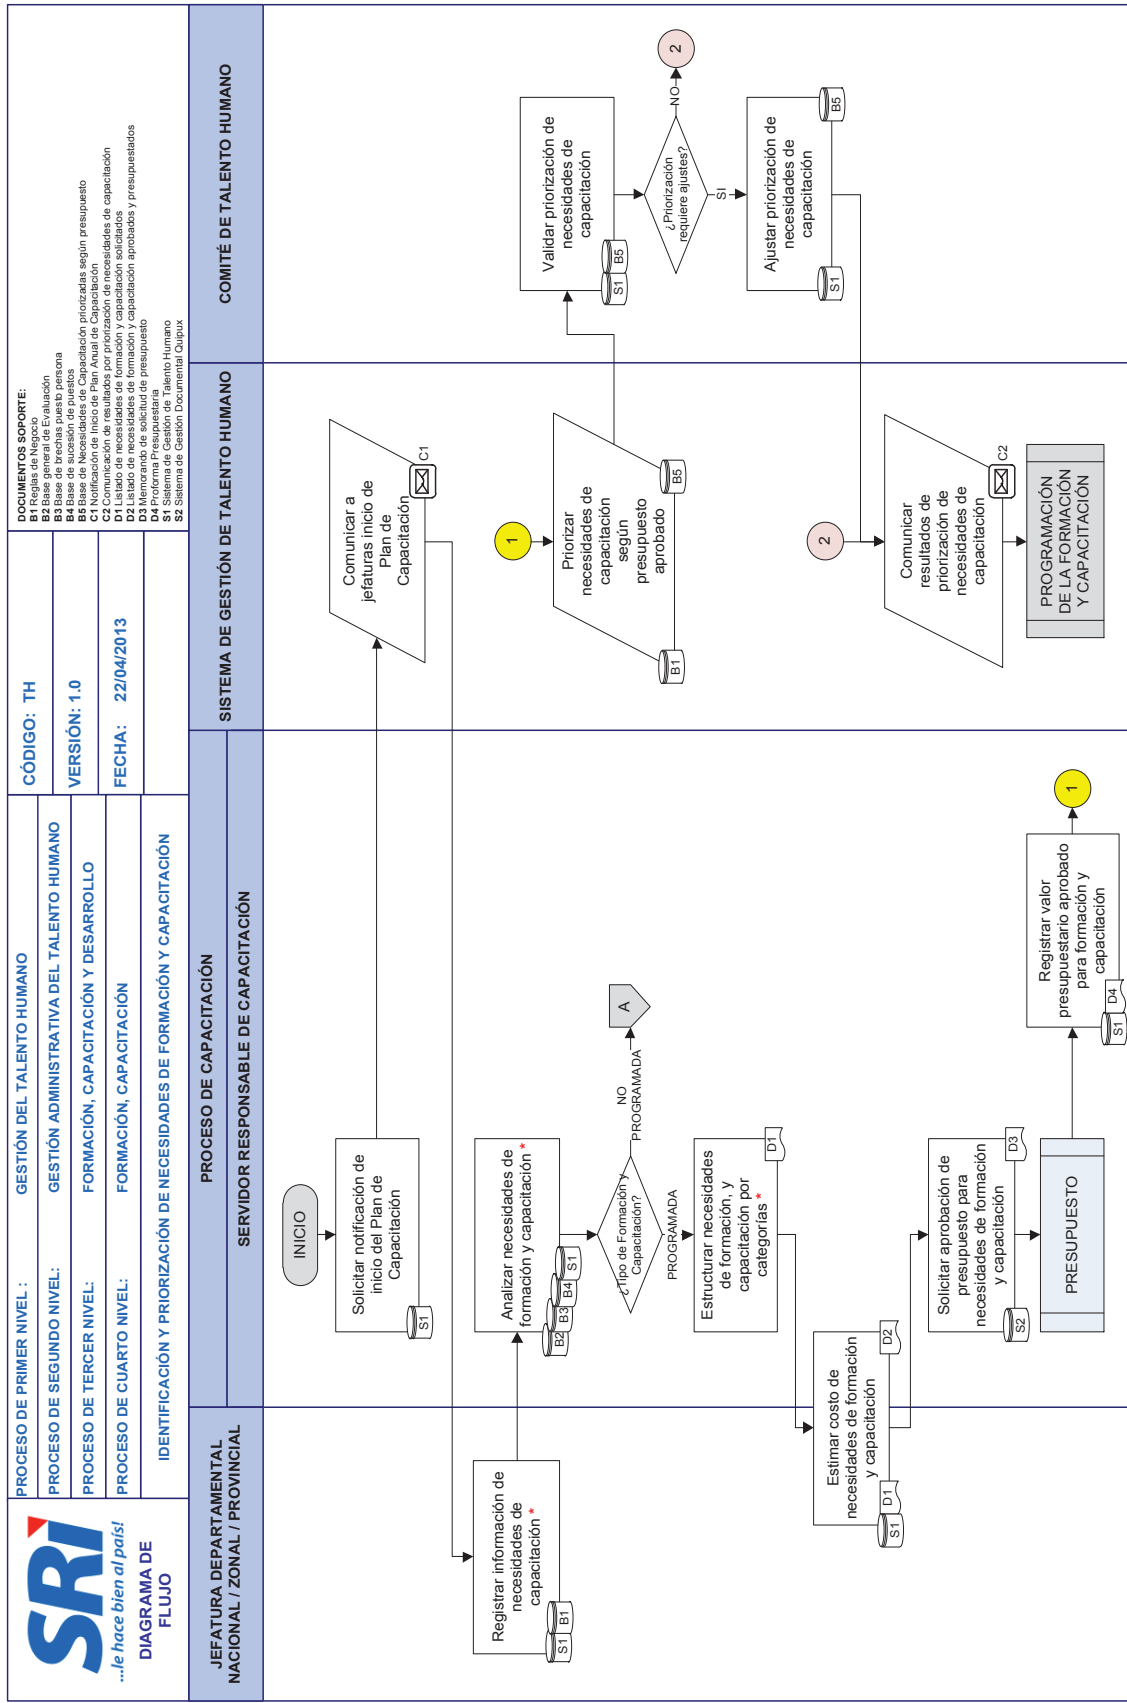 SRi
...le hace bien al país!
DIAGRAMA DE
FLUJO
PROCESO DE PRIMER NIVEL :
GESTIÓN DEL TALENTO HUMANO
PROCESO DE SEGUNDO NIVEL:
GESTIÓN ADMINISTRATIVA DEL TALENTO HUMANO
PROCESO DE TERCER NIVEL:
FORMACIÓN, CAPACITACIÓN Y DESARROLLO
PROCESO DE CUARTO NIVEL:
FORMACIÓN, CAPACITACIÓN
IDENTIFICACIÓN Y PRIORIZACIÓN DE NECESIDADES DE FORMACIÓN Y CAPACITACIÓN
CÓDIGO: TH
VERSIÓN: 1.0
FECHA: 22/04/2013
DOCUMENTOS SOPORTE:
B1 Reglas de Negocio
B2 Base general de Evaluación
B3 Base de brechas puesto persona
B4 Base de sucesión de puestos
B5 Base de Necesidades de Capacitación priorizadas según presupuesto
C1 Notificación de Inicio de Plan Anual de Capacitación
C2 Comunicación de resultados por priorización de necesidades de capacitación
D1 Listado de necesidades de formación y capacitación solicitados
D2 Listado de necesidades de formación y capacitación aprobados y presupuestados
D3 Memorando de solicitud de presupuesto
D4 Proforma Presupuestaria
S1 Sistema de Gestión de Talento Humano
S2 Sistema de Gestión Documental Quipux
JEFATURA DEPARTAMENTAL
NACIONAL / ZONAL / PROVINCIAL
PROCESO DE CAPACITACIÓN
SERVIDOR RESPONSABLE DE CAPACITACIÓN
SISTEMA DE GESTIÓN DE TALENTO HUMANO
COMITÉ DE TALENTO HUMANO
INICIO
Solicitar notificación de
inicio del Plan de
Capacitación
S1
Comunicar a
jefaturas inicio de
Plan de
Capacitación
C1
Registrar información de
necesidades de
capacitación *
S1
B1
Analizar necesidades de
formación y capacitación *
B2
B3
B4
S1
¿Tipo de Formación y
Capacitación?
NO
PROGRAMADA
A
PROGRAMADA
Estructurar necesidades
de formación, y
capacitación por
categorías *
D1
Estimar costo de
necesidades de formación
y capacitación
S1
D1
D2
Solicitar aprobación de
presupuesto para
necesidades de formación
y capacitación
S2
D3
PRESUPUESTO
Registrar valor
presupuestario aprobado
para formación y
capacitación
S1
D4
1
1
Priorizar
necesidades de
capacitación
según
presupuesto
aprobado
B1
B5
Validar priorización de
necesidades de
capacitación
S1
B5
¿Priorización
requiere ajustes?
NO
2
SI
Ajustar priorización de
necesidades de
capacitación
S1
B5
2
Comunicar
resultados de
priorización de
necesidades de
capacitación
C2
PROGRAMACIÓN
DE LA FORMACIÓN
Y CAPACITACIÓN